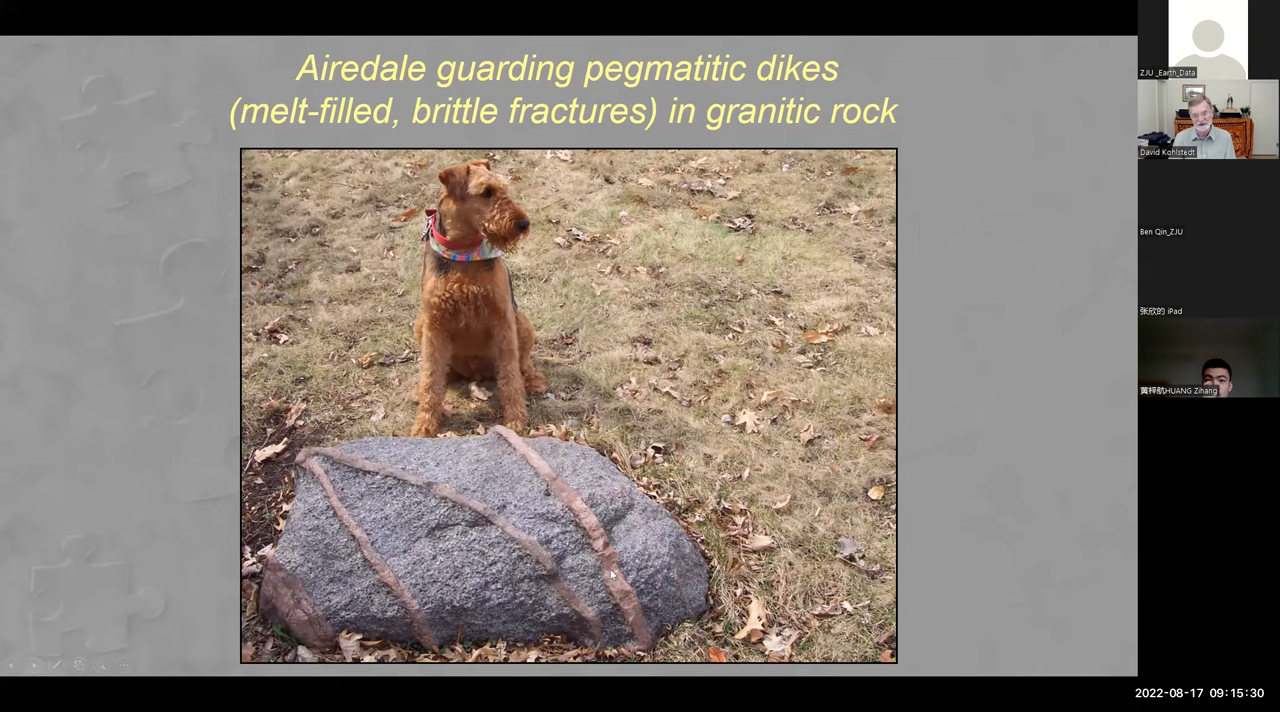 Airedale guarding pegmatitic dikes
(melt-filled, brittle fractures) in granitic rock
ZJU _Earth_Data
David Kohlstedt
Ben Qin_ZJU
张欣的 iPad
黄梓航HUANG Zihang
2022-08-17 09:15:30